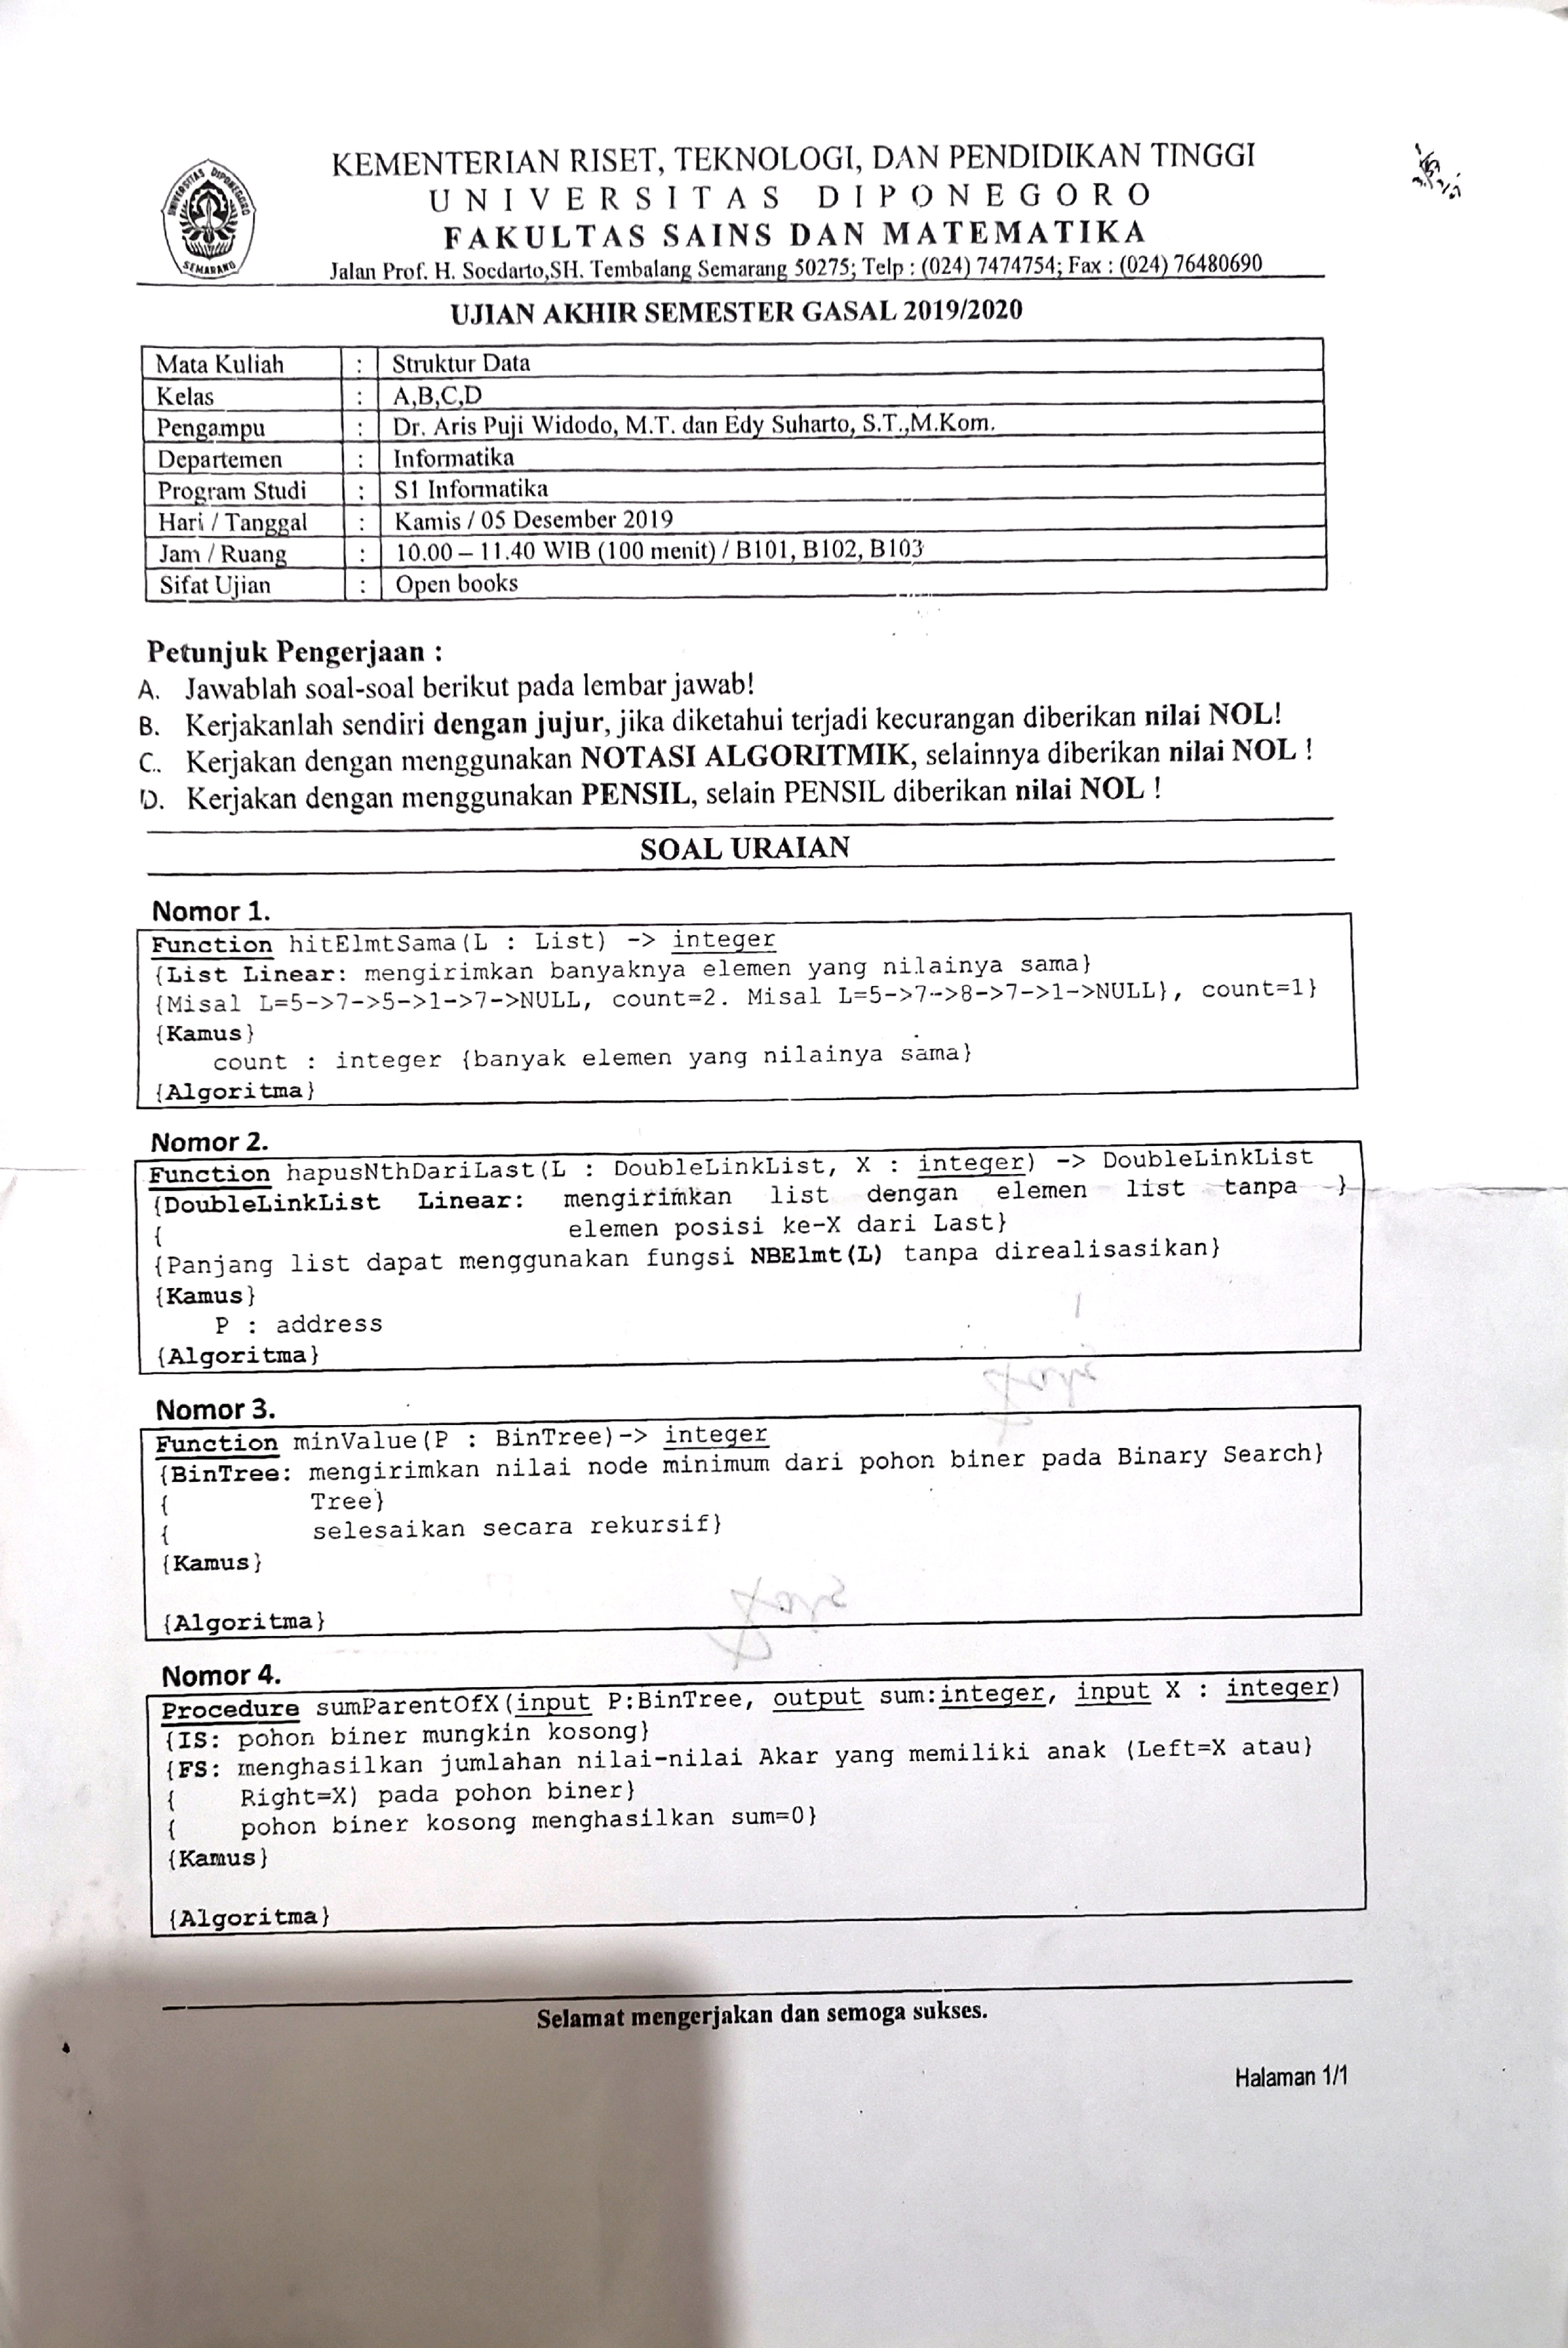 UNIVERSITAS DIPONEGORO
SEMARANG
KEMENTERIAN RISET, TEKNOLOGI, DAN PENDIDIKAN TINGGI
UNIVERSITAS DIPONEGORO
FAKULTAS SAINS DAN MATEMATIKA
Jalan Prof. H. Soedarto,SH. Tembalang Semarang 50275; Telp : (024) 7474754; Fax : (024) 76480690
UJIAN AKHIR SEMESTER GASAL 2019/2020
Mata Kuliah : Struktur Data
Kelas : A,B,C,D
Pengampu : Dr. Aris Puji Widodo, M.T. dan Edy Suharto, S.T.,M.Kom.
Departemen : Informatika
Program Studi : S1 Informatika
Hari / Tanggal : Kamis / 05 Desember 2019
Jam / Ruang : 10.00 – 11.40 WIB (100 menit) / B101, B102, B103
Sifat Ujian : Open books
Petunjuk Pengerjaan :
A. Jawablah soal-soal berikut pada lembar jawab!
B. Kerjakanlah sendiri dengan jujur, jika diketahui terjadi kecurangan diberikan nilai NOL!
C. Kerjakan dengan menggunakan NOTASI ALGORITMIK, selainnya diberikan nilai NOL !
D. Kerjakan dengan menggunakan PENSIL, selain PENSIL diberikan nilai NOL !
SOAL URAIAN
Nomor 1.
Function hitElmtSama(L : List) -> integer
{List Linear: mengirimkan banyaknya elemen yang nilainya sama}
{Misal L=5->7->5->1->7->NULL, count=2. Misal L=5->7->8->7->1->NULL}, count=1}
{Kamus}
count : integer {banyak elemen yang nilainya sama}
{Algoritma}
Nomor 2.
Function hapusNthDariLast(L : DoubleLinkList, X : integer) -> DoubleLinkList
{DoubleLinkList Linear: mengirimkan list dengan elemen list tanpa }
{ elemen posisi ke-X dari Last}
{Panjang list dapat menggunakan fungsi NBElmt(L) tanpa direalisasikan}
{Kamus}
P : address
{Algoritma}
Nomor 3.
Function minValue(P : BinTree)-> integer
{BinTree: mengirimkan nilai node minimum dari pohon biner pada Binary Search}
{ Tree}
{ selesaikan secara rekursif}
{Kamus}
{Algoritma}
Nomor 4.
Procedure sumParentOfX(input P:BinTree, output sum:integer, input X : integer)
{IS: pohon biner mungkin kosong}
{FS: menghasilkan jumlahan nilai-nilai Akar yang memiliki anak (Left=X atau}
{ Right=X) pada pohon biner}
{ pohon biner kosong menghasilkan sum=0}
{Kamus}
{Algoritma}
Selamat mengerjakan dan semoga sukses.
Halaman 1/1